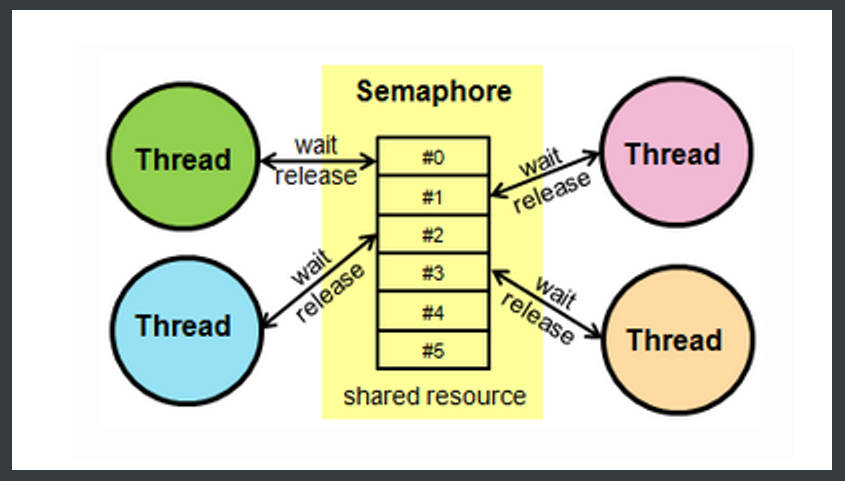 Semaphore
Thread
wait
release
#0
#1
#2
#3
#4
#5
wait
release
Thread
Thread
wait
release
wait
release
Thread
shared resource